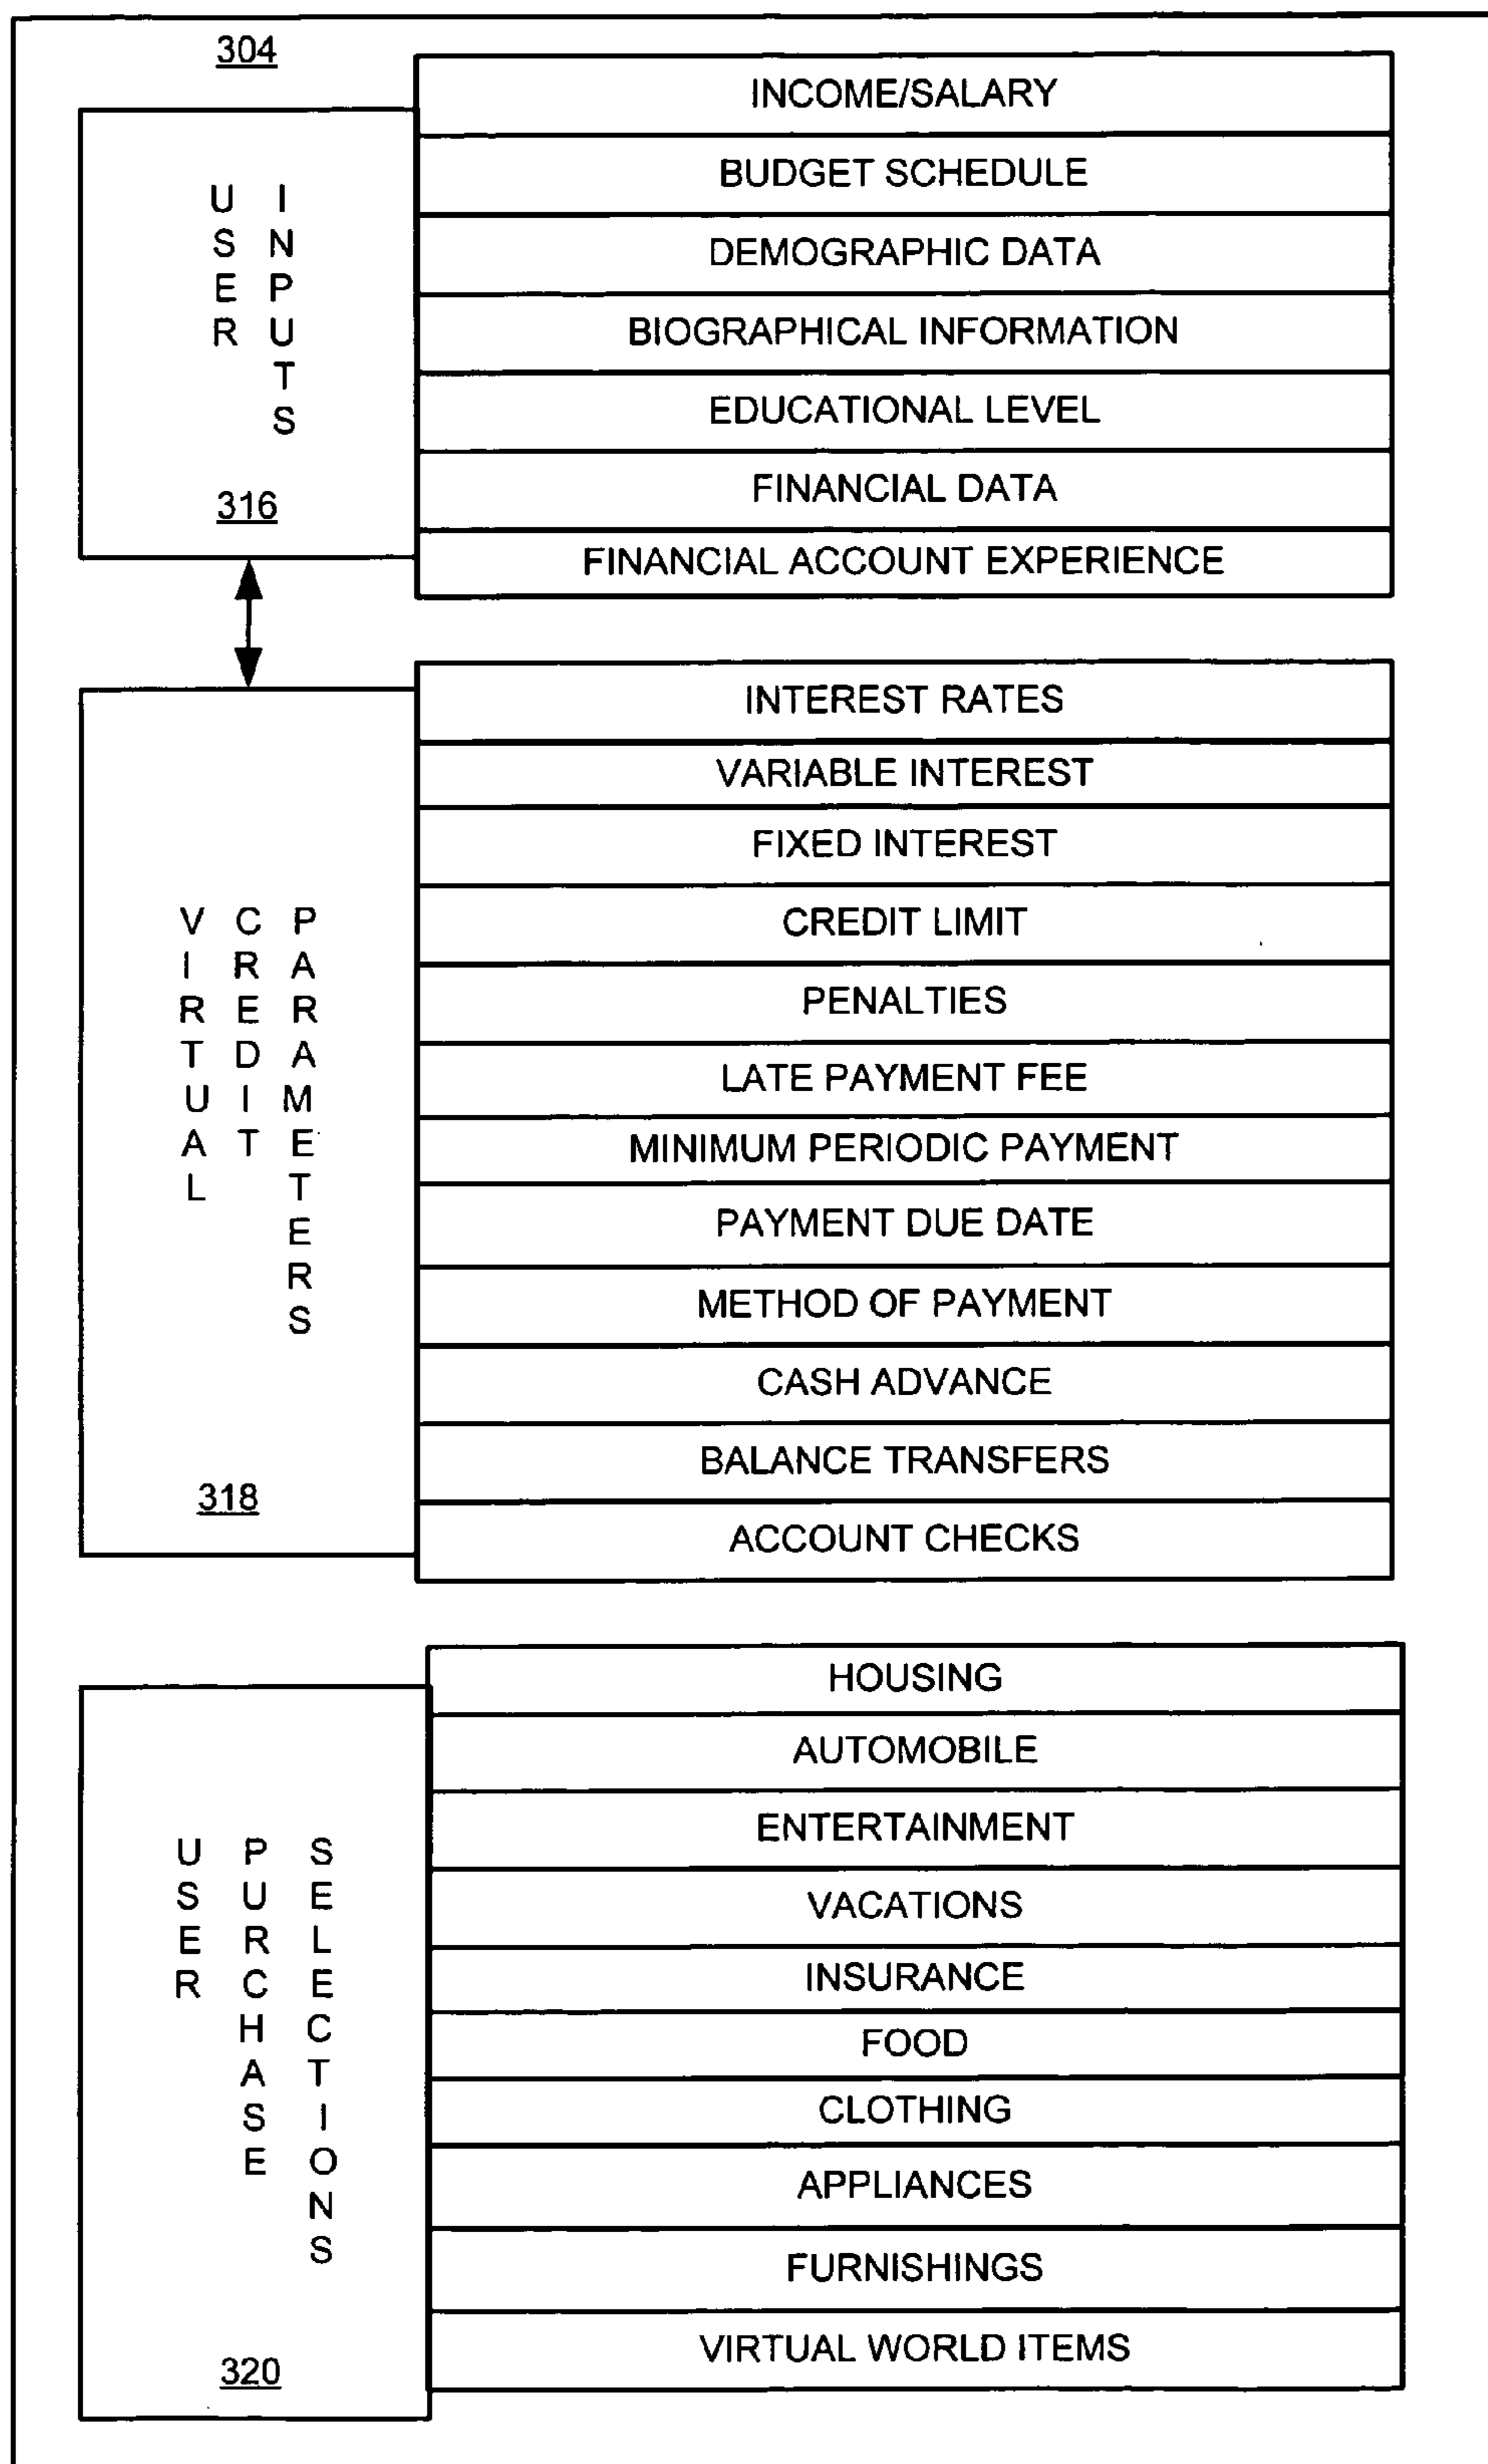 304
USER INPUTS
316
INCOME/SALARY
BUDGET SCHEDULE
DEMOGRAPHIC DATA
BIOGRAPHICAL INFORMATION
EDUCATIONAL LEVEL
FINANCIAL DATA
FINANCIAL ACCOUNT EXPERIENCE
VIRTUAL CREDIT PARAMETERS
318
INTEREST RATES
VARIABLE INTEREST
FIXED INTEREST
CREDIT LIMIT
PENALTIES
LATE PAYMENT FEE
MINIMUM PERIODIC PAYMENT
PAYMENT DUE DATE
METHOD OF PAYMENT
CASH ADVANCE
BALANCE TRANSFERS
ACCOUNT CHECKS
USER PURCHASE SELECTIONS
320
HOUSING
AUTOMOBILE
ENTERTAINMENT
VACATIONS
INSURANCE
FOOD
CLOTHING
APPLIANCES
FURNISHINGS
VIRTUAL WORLD ITEMS